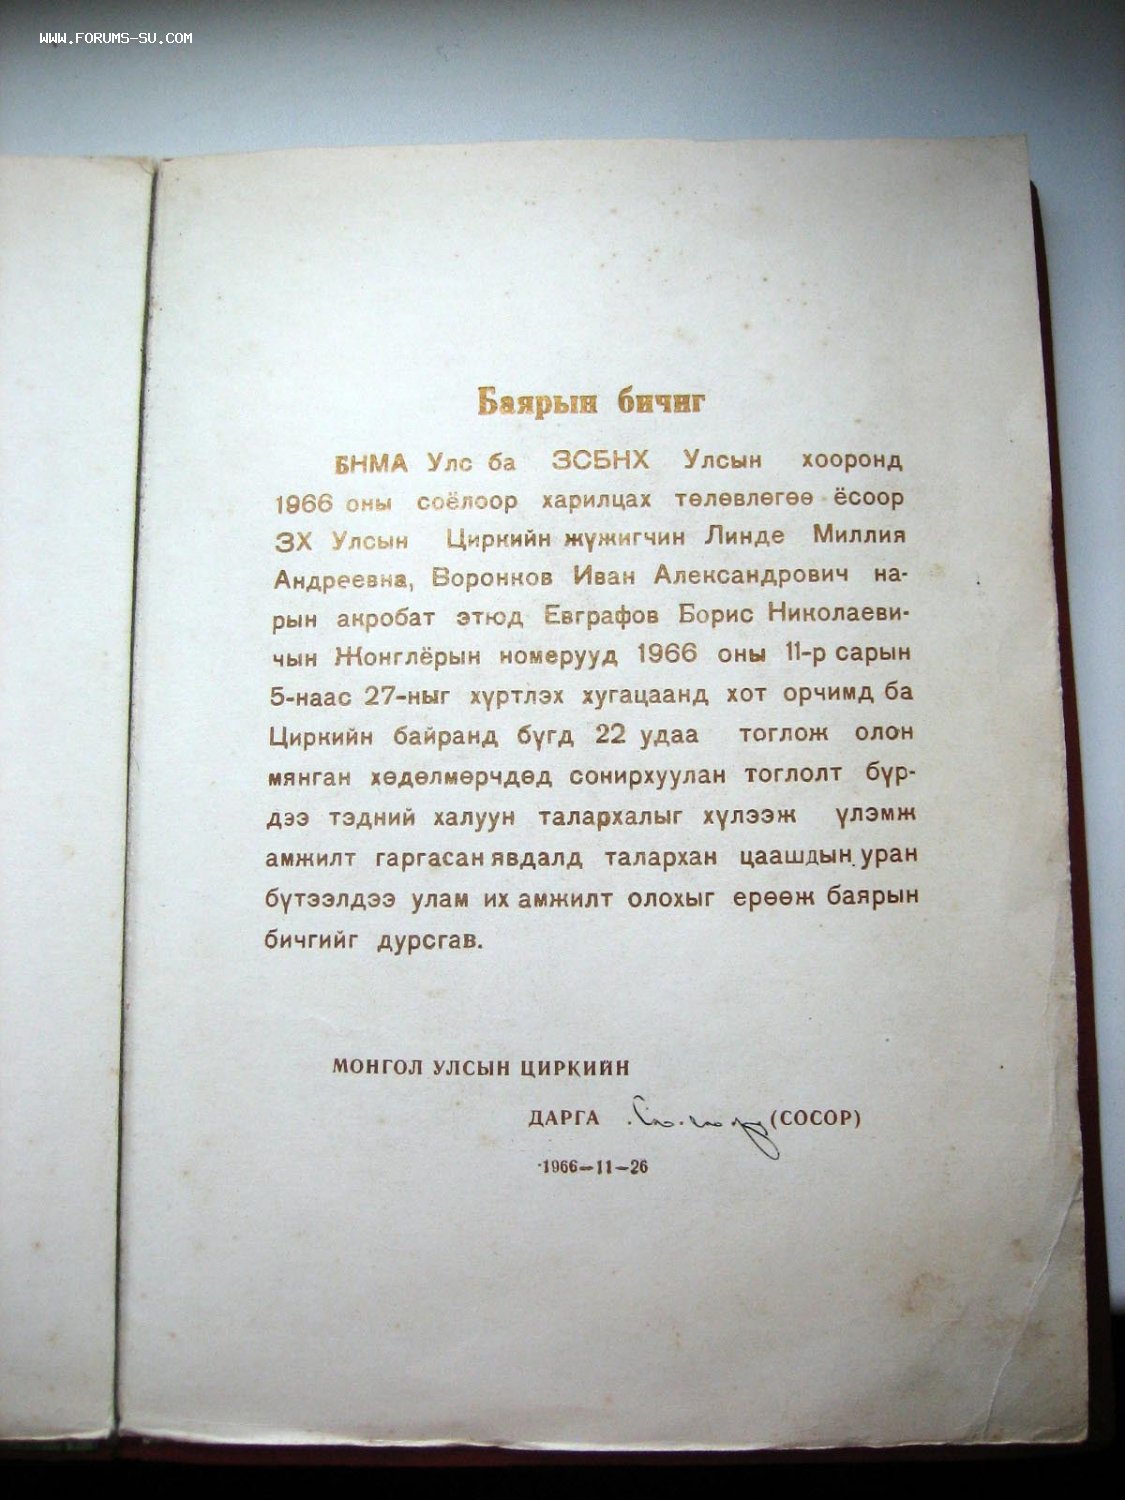 WWW.FORUMS-SU.COM
Баярын бичиг
БНМА Улс ба ЗСБНХ Улсын хооронд
1966 оны соёлоор харилцах төлөвлөгөө ёсоор
ЗХ Улсын Циркийн жүжигчин Линде Миллия
Андреевна, Воронков Иван Александрович на-
рын акробат этюд Евграфов Борис Николаеви-
чын Жонглёрын номерууд 1966 оны 11-р сарын
5-наас 27-ныг хүртлэх хугацаанд хот орчимд ба
Циркийн байранд бүгд 22 удаа тоглож олон
мянган хөдөлмөрчдөд сонирхуулан тоглолт бүр-
дээ тэдний халуун талархалыг хүлээж үлэмж
амжилт гаргасан явдалд талархан цаашдын уран
бүтээлдээ улам их амжилт олохыг ерөөж баярын
бичгийг дурсгав.
МОНГОЛ УЛСЫН ЦИРКИЙН
ДАРГА (СОСОР)
1966—11—26